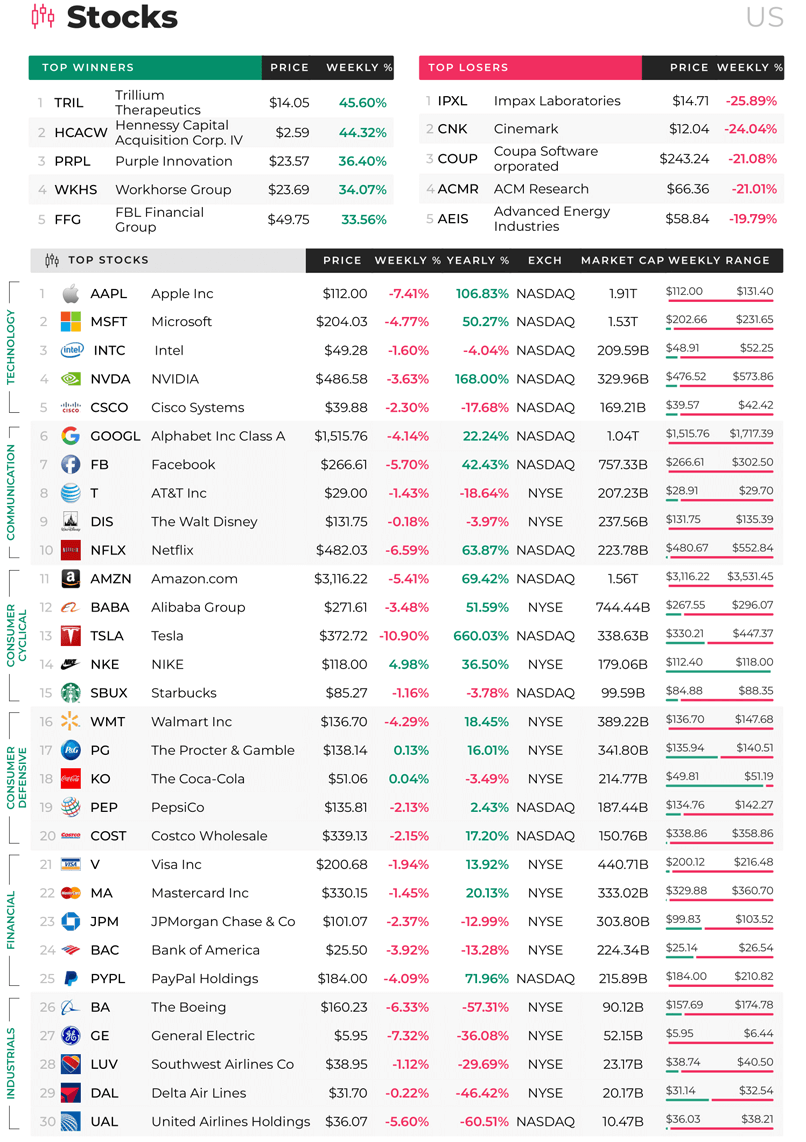 Stocks
US
TOP WINNERS PRICE WEEKLY %
1 TRIL Trillium Therapeutics $14.05 45.60%
2 HCACW Hennessy Capital Acquisition Corp. IV $2.59 44.32%
3 PRPL Purple Innovation $23.57 36.40%
4 WKHS Workhorse Group $23.69 34.07%
5 FFG FBL Financial Group $49.75 33.56%
TOP LOSERS PRICE WEEKLY %
1 IPXL Impax Laboratories $14.71 -25.89%
2 CNK Cinemark $12.04 -24.04%
3 COUP Coupa Software orporated $243.24 -21.08%
4 ACMR ACM Research $66.36 -21.01%
5 AEIS Advanced Energy Industries $58.84 -19.79%
TOP STOCKS PRICE WEEKLY % YEARLY % EXCH MARKET CAP WEEKLY RANGE
TECHNOLOGY
1 AAPL Apple Inc $112.00 -7.41% 106.83% NASDAQ 1.91T $112.00 $131.40
2 MSFT Microsoft $204.03 -4.77% 50.27% NASDAQ 1.53T $202.66 $231.65
3 intel INTC Intel $49.28 -1.60% -4.04% NASDAQ 209.59B $48.91 $52.25
4 NVDA NVIDIA $486.58 -3.63% 168.00% NASDAQ 329.96B $476.52 $573.86
5 CISCO CSCO Cisco Systems $39.88 -2.30% -17.68% NASDAQ 169.21B $39.57 $42.42
COMMUNICATION
6 GOOGL Alphabet Inc Class A $1,515.76 -4.14% 22.24% NASDAQ 1.04T $1,515.76 $1,717.39
7 FB Facebook $266.61 -5.70% 42.43% NASDAQ 757.33B $266.61 $302.50
8 T AT&T Inc $29.00 -1.43% -18.64% NYSE 207.23B $28.91 $29.70
9 DIS The Walt Disney $131.75 -0.18% -3.97% NYSE 237.56B $131.75 $135.39
10 NETFLIX NFLX Netflix $482.03 -6.59% 63.87% NASDAQ 223.78B $480.67 $552.84
CONSUMER CYCLICAL
11 AMZN Amazon.com $3,116.22 -5.41% 69.42% NASDAQ 1.56T $3,116.22 $3,531.45
12 BABA Alibaba Group $271.61 -3.48% 51.59% NYSE 744.44B $267.55 $296.07
13 TSLA Tesla $372.72 -10.90% 660.03% NASDAQ 338.63B $330.21 $447.37
14 NKE NIKE $118.00 4.98% 36.50% NYSE 179.06B $112.40 $118.00
15 SBUX Starbucks $85.27 -1.16% -3.78% NASDAQ 99.59B $84.88 $88.35
CONSUMER DEFENSIVE
16 WMT Walmart Inc $136.70 -4.29% 18.45% NYSE 389.22B $136.70 $147.68
17 P&G PG The Procter & Gamble $138.14 0.13% 16.01% NYSE 341.80B $135.94 $140.51
18 Coca-Cola KO The Coca-Cola $51.06 0.04% -3.49% NYSE 214.77B $49.81 $51.19
19 PEP PepsiCo $135.81 -2.13% 2.43% NASDAQ 187.44B $134.76 $142.27
20 COSTCO COST Costco Wholesale $339.13 -2.15% 17.20% NASDAQ 150.76B $338.86 $358.86
FINANCIAL
21 VISA V Visa Inc $200.68 -1.94% 13.92% NYSE 440.71B $200.12 $216.48
22 MasterCard MA Mastercard Inc $330.15 -1.45% 20.13% NYSE 333.02B $329.88 $360.70
23 JPM JPMorgan Chase & Co $101.07 -2.37% -12.99% NYSE 303.80B $99.83 $103.52
24 BAC Bank of America $25.50 -3.92% -13.28% NYSE 224.34B $25.14 $26.54
25 PYPL PayPal Holdings $184.00 -4.09% 71.96% NASDAQ 215.89B $184.00 $210.82
INDUSTRIALS
26 BA The Boeing $160.23 -6.33% -57.31% NYSE 90.12B $157.69 $174.78
27 GE General Electric $5.95 -7.32% -36.08% NYSE 52.15B $5.95 $6.44
28 LUV Southwest Airlines Co $38.95 -1.12% -29.69% NYSE 23.17B $38.74 $40.50
29 DAL Delta Air Lines $31.70 -0.22% -46.42% NYSE 20.17B $31.14 $32.54
30 UAL United Airlines Holdings $36.07 -5.60% -60.51% NASDAQ 10.47B $36.03 $38.21